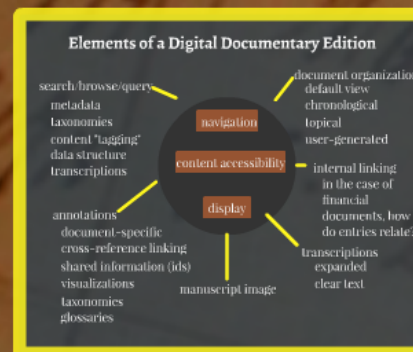 Elements of a Digital Documentary Edition
search/browse/query
metadata
taxonomies
content "tagging"
data structure
transcriptions
annotations
document-specific
cross-reference linking
shared information (ids)
visualizations
taxonomies
glossaries
navigation
content accessibility
display
manuscript image
document organization
default view
chronological
topical
user-generated
internal linking
in the case of
financial
documents, how
do entries relate?
transcriptions
expanded
clear text